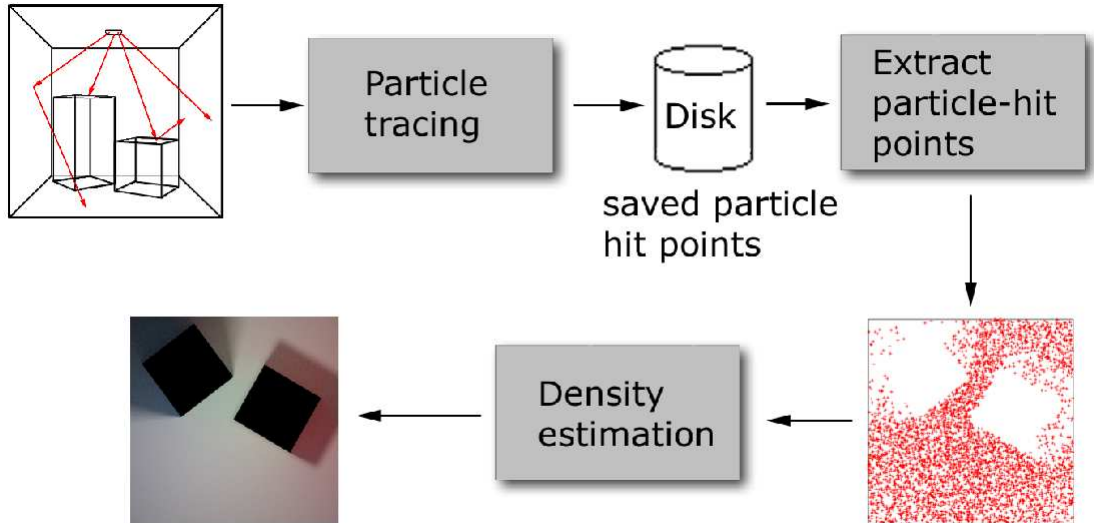 Particle
tracing
Disk
saved particle
hit points
Extract
particle-hit
points
Density
estimation